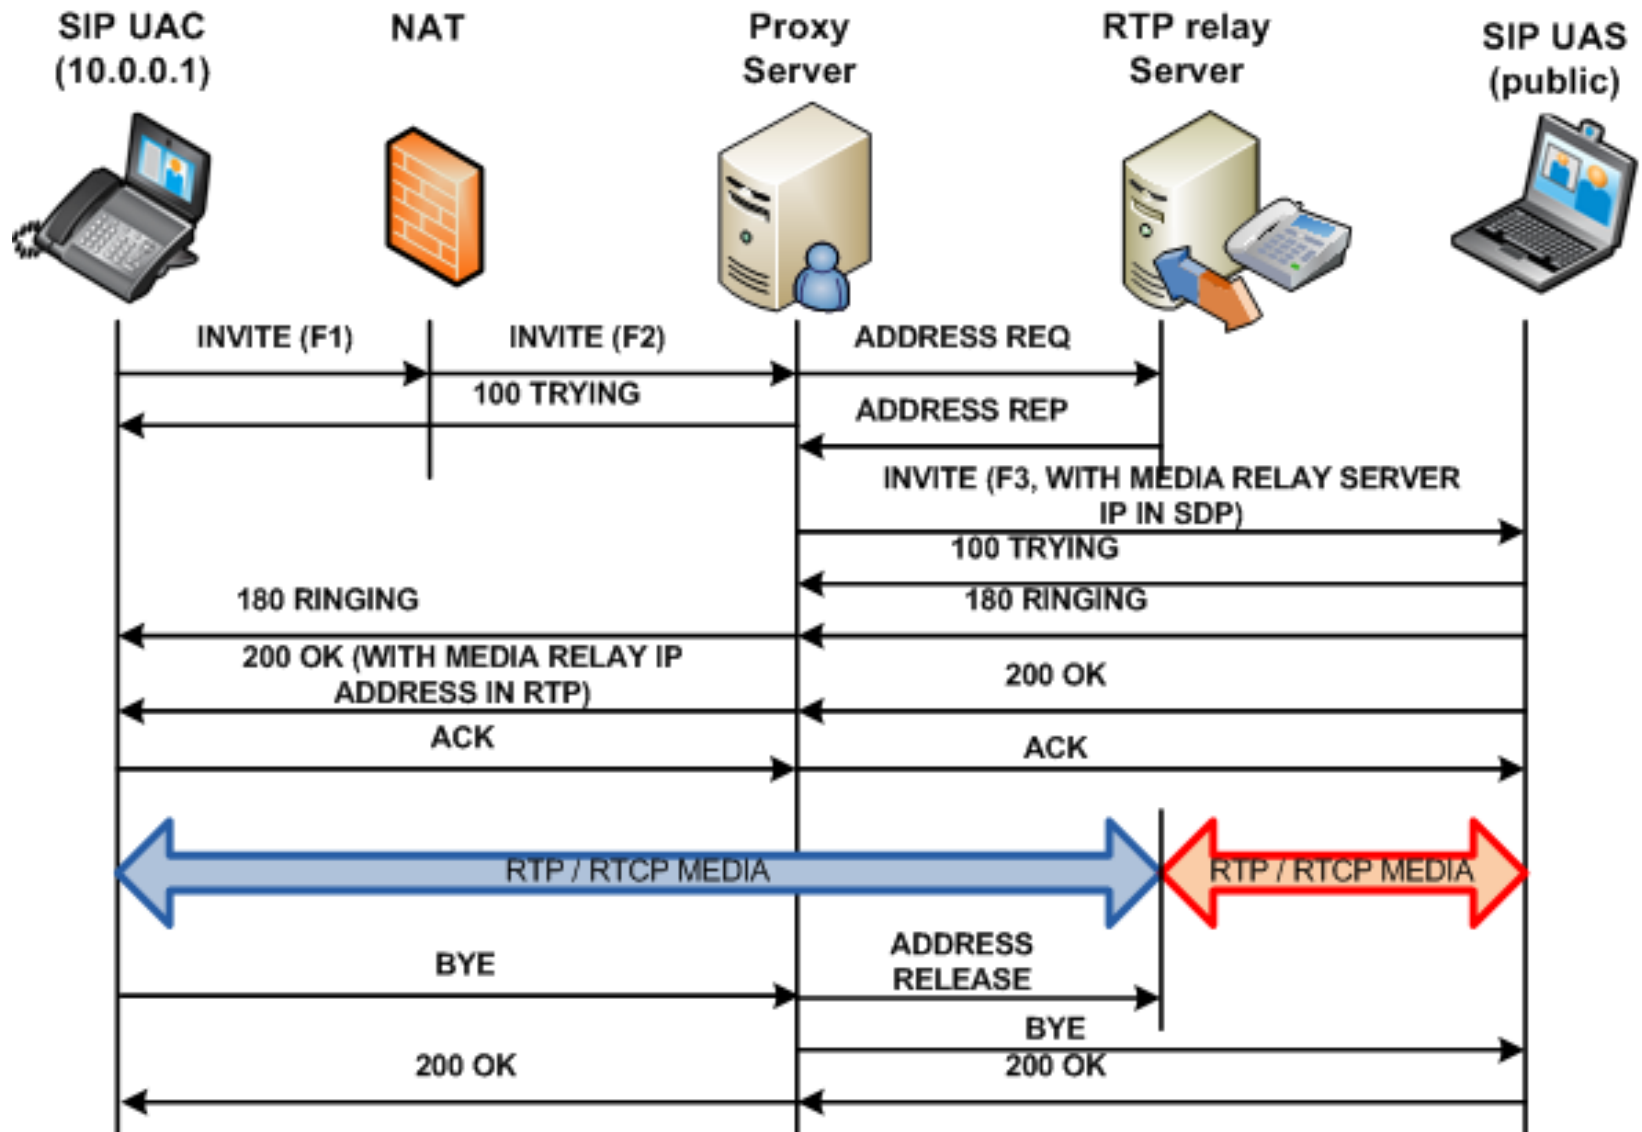 SIP UAC
(10.0.0.1)
NAT
Proxy
Server
RTP relay
Server
SIP UAS
(public)
INVITE (F1)
INVITE (F2)
ADDRESS REQ
100 TRYING
ADDRESS REP
INVITE (F3, WITH MEDIA RELAY SERVER
IP IN SDP)
100 TRYING
180 RINGING
180 RINGING
200 OK (WITH MEDIA RELAY IP
ADDRESS IN RTP)
200 OK
ACK
ACK
RTP / RTCP MEDIA
RTP / RTCP MEDIA
BYE
ADDRESS
RELEASE
BYE
200 OK
200 OK